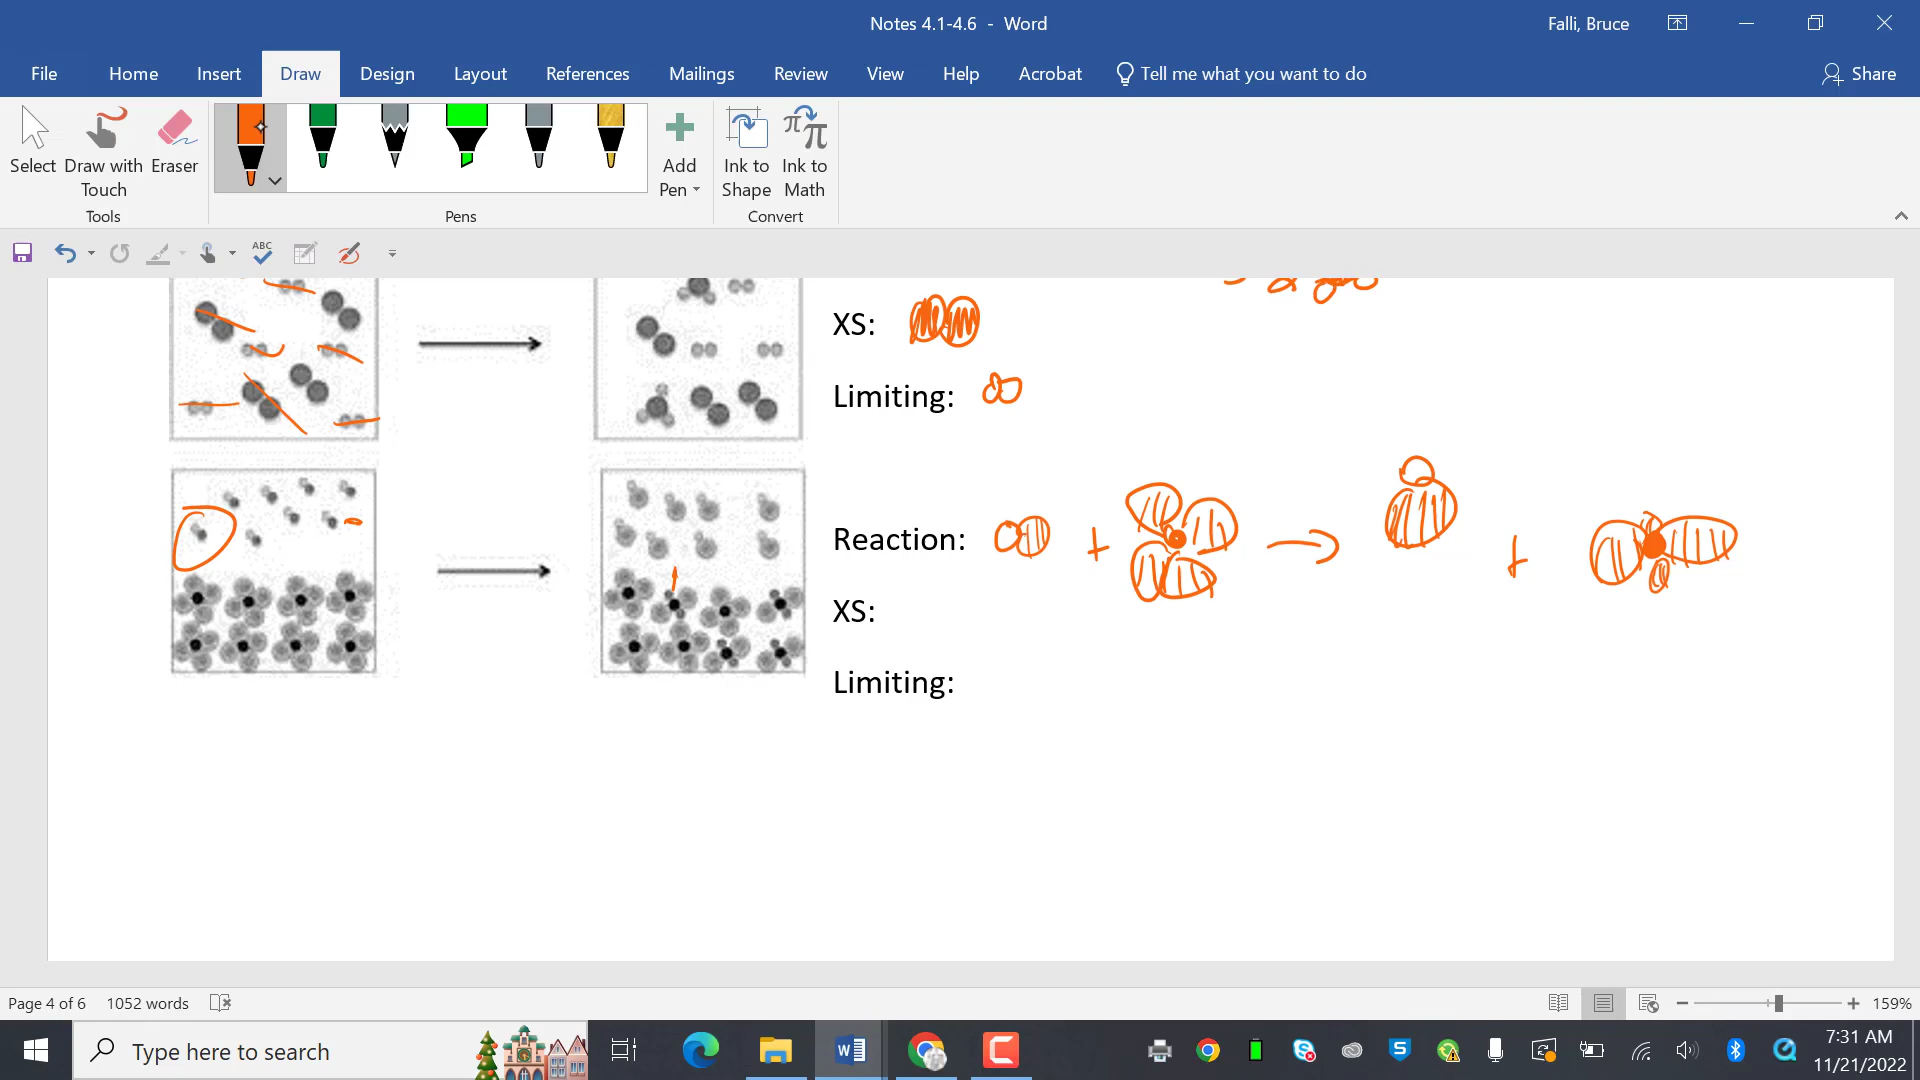 Notes 4.1-4.6 - Word
Falli, Bruce
File Home Insert Draw Design Layout References Mailings Review View Help Acrobat Tell me what you want to do Share
Select
Draw with Touch
Eraser
Add Pen
Ink to Shape
Ink to Math
Tools
Pens
Convert
ABC
XS:
Limiting:
Reaction: + → +
XS:
Limiting:
Page 4 of 6 1052 words 159%
Type here to search
7:31 AM
11/21/2022